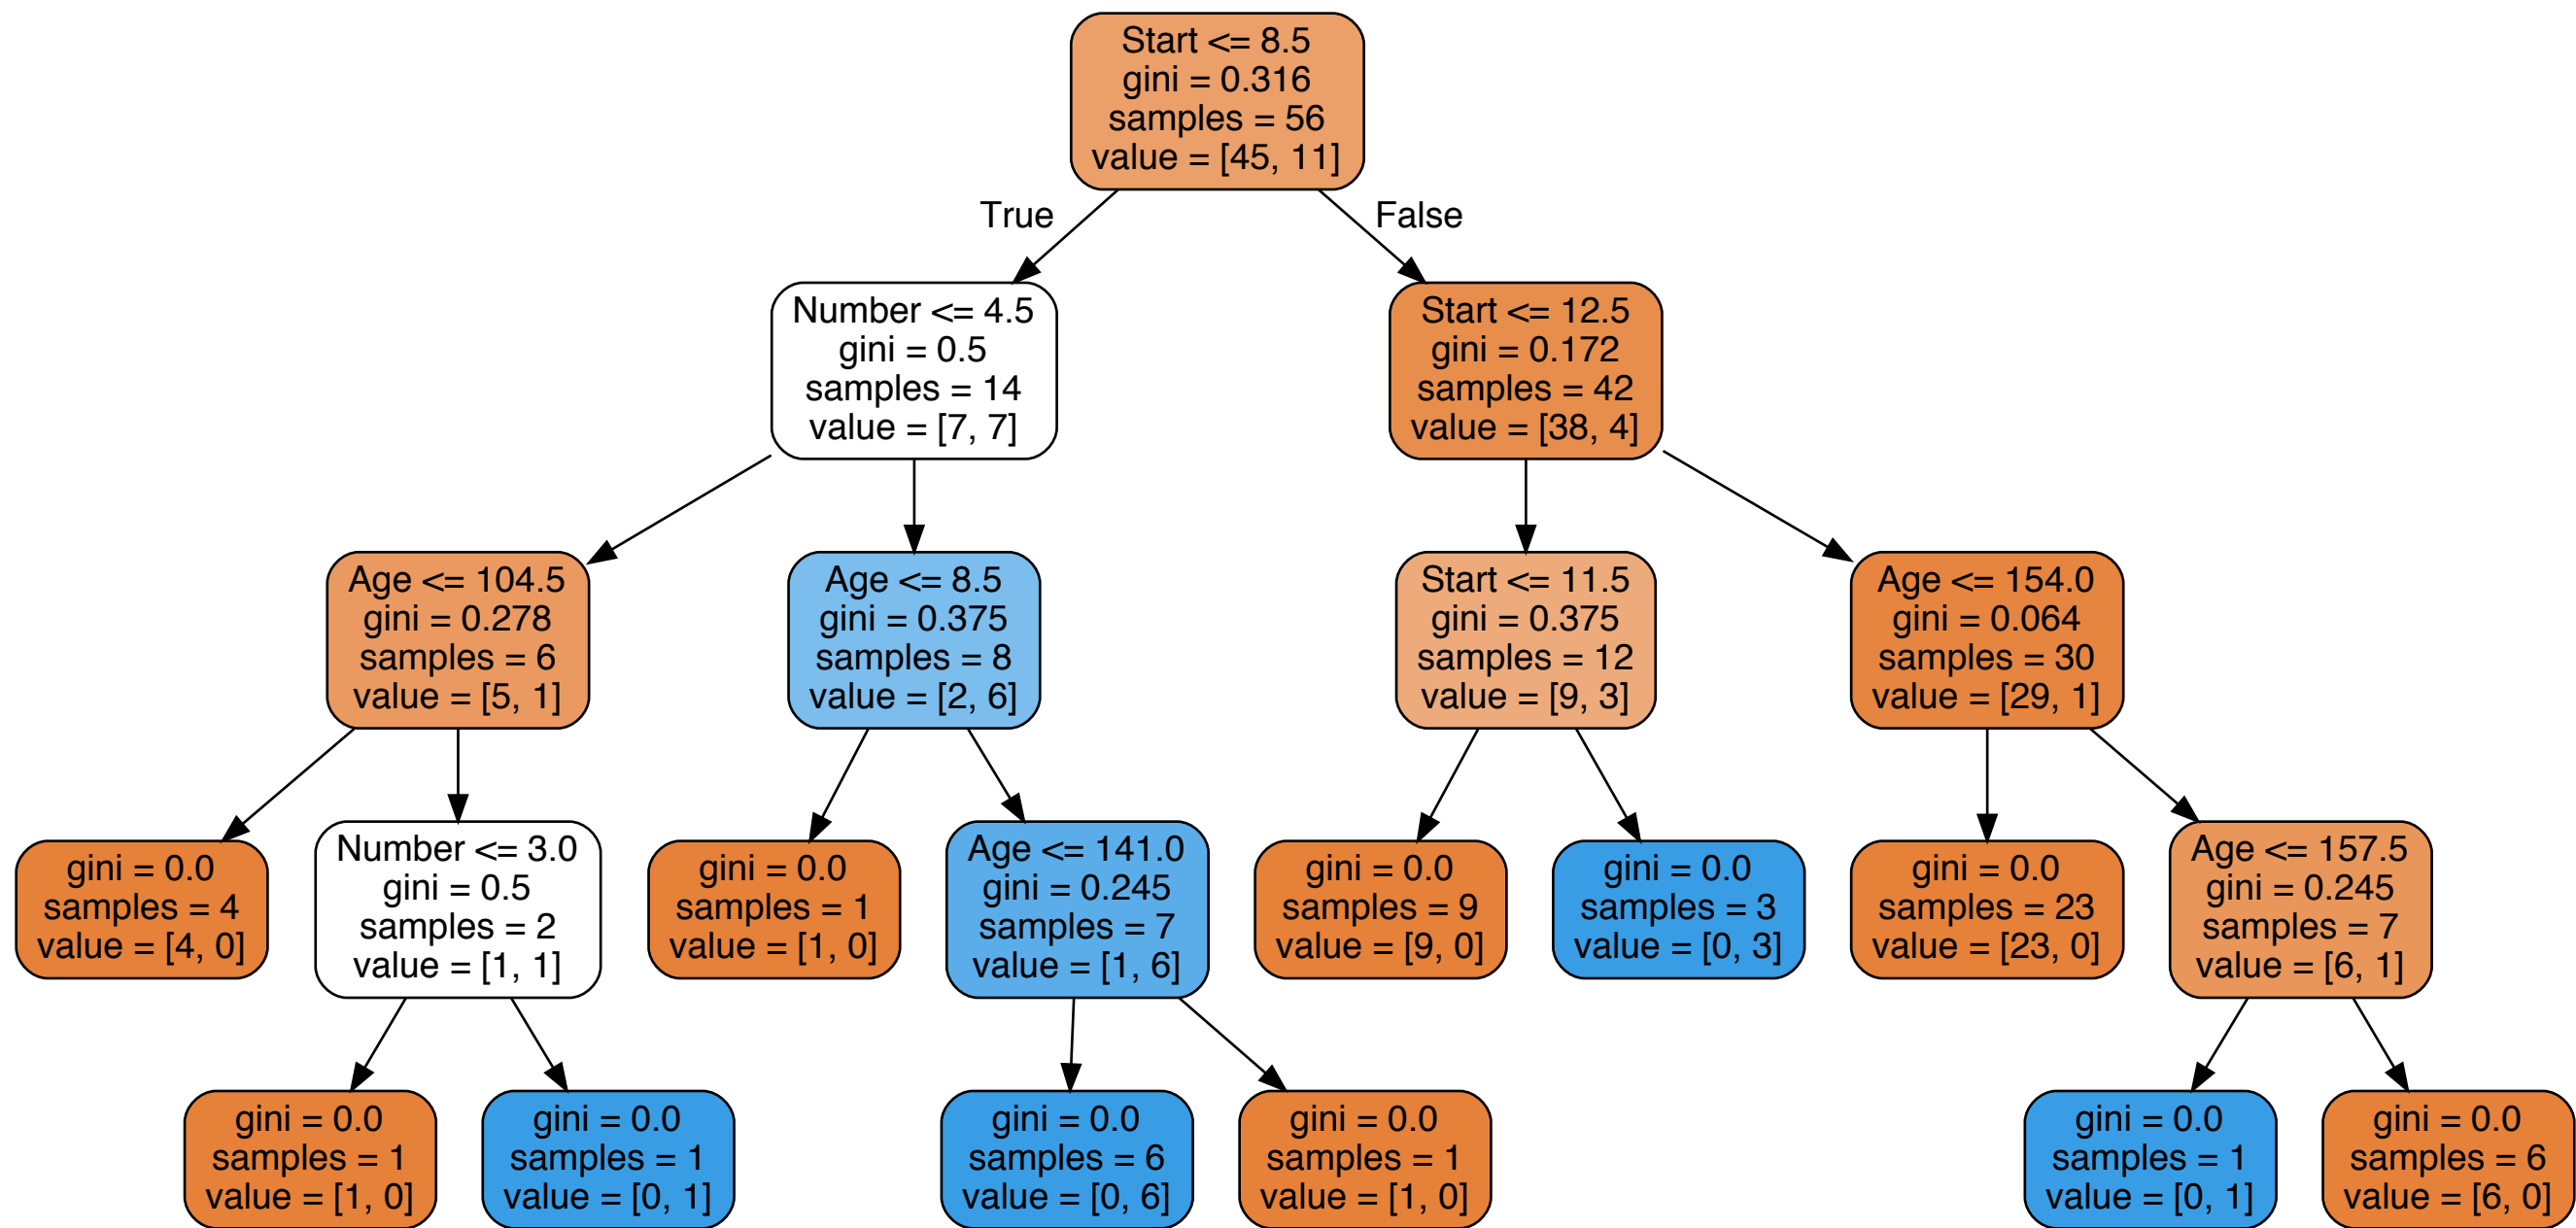 Start <= 8.5
gini = 0.316
samples = 56
value = [45, 11]
True
False
Number <= 4.5
gini = 0.5
samples = 14
value = [7, 7]
Start <= 12.5
gini = 0.172
samples = 42
value = [38, 4]
Age <= 104.5
gini = 0.278
samples = 6
value = [5, 1]
Age <= 8.5
gini = 0.375
samples = 8
value = [2, 6]
Start <= 11.5
gini = 0.375
samples = 12
value = [9, 3]
Age <= 154.0
gini = 0.064
samples = 30
value = [29, 1]
gini = 0.0
samples = 4
value = [4, 0]
Number <= 3.0
gini = 0.5
samples = 2
value = [1, 1]
gini = 0.0
samples = 1
value = [1, 0]
Age <= 141.0
gini = 0.245
samples = 7
value = [1, 6]
gini = 0.0
samples = 9
value = [9, 0]
gini = 0.0
samples = 3
value = [0, 3]
gini = 0.0
samples = 23
value = [23, 0]
Age <= 157.5
gini = 0.245
samples = 7
value = [6, 1]
gini = 0.0
samples = 1
value = [1, 0]
gini = 0.0
samples = 1
value = [0, 1]
gini = 0.0
samples = 6
value = [0, 6]
gini = 0.0
samples = 1
value = [1, 0]
gini = 0.0
samples = 1
value = [0, 1]
gini = 0.0
samples = 6
value = [6, 0]